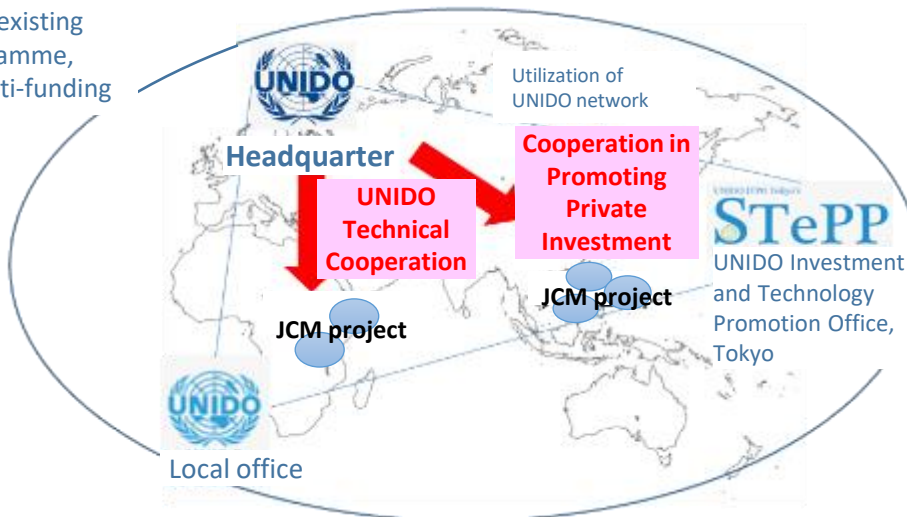 existing
ramme,
ti-funding
UNIDO
Utilization of
UNIDO network
Headquarter
Cooperation in
Promoting
Private
Investment
UNIDO
Technical
Cooperation
STePP
UNIDO Investment
and Technology
Promotion Office,
Tokyo
JCM project
JCM project
UNIDO
Local office